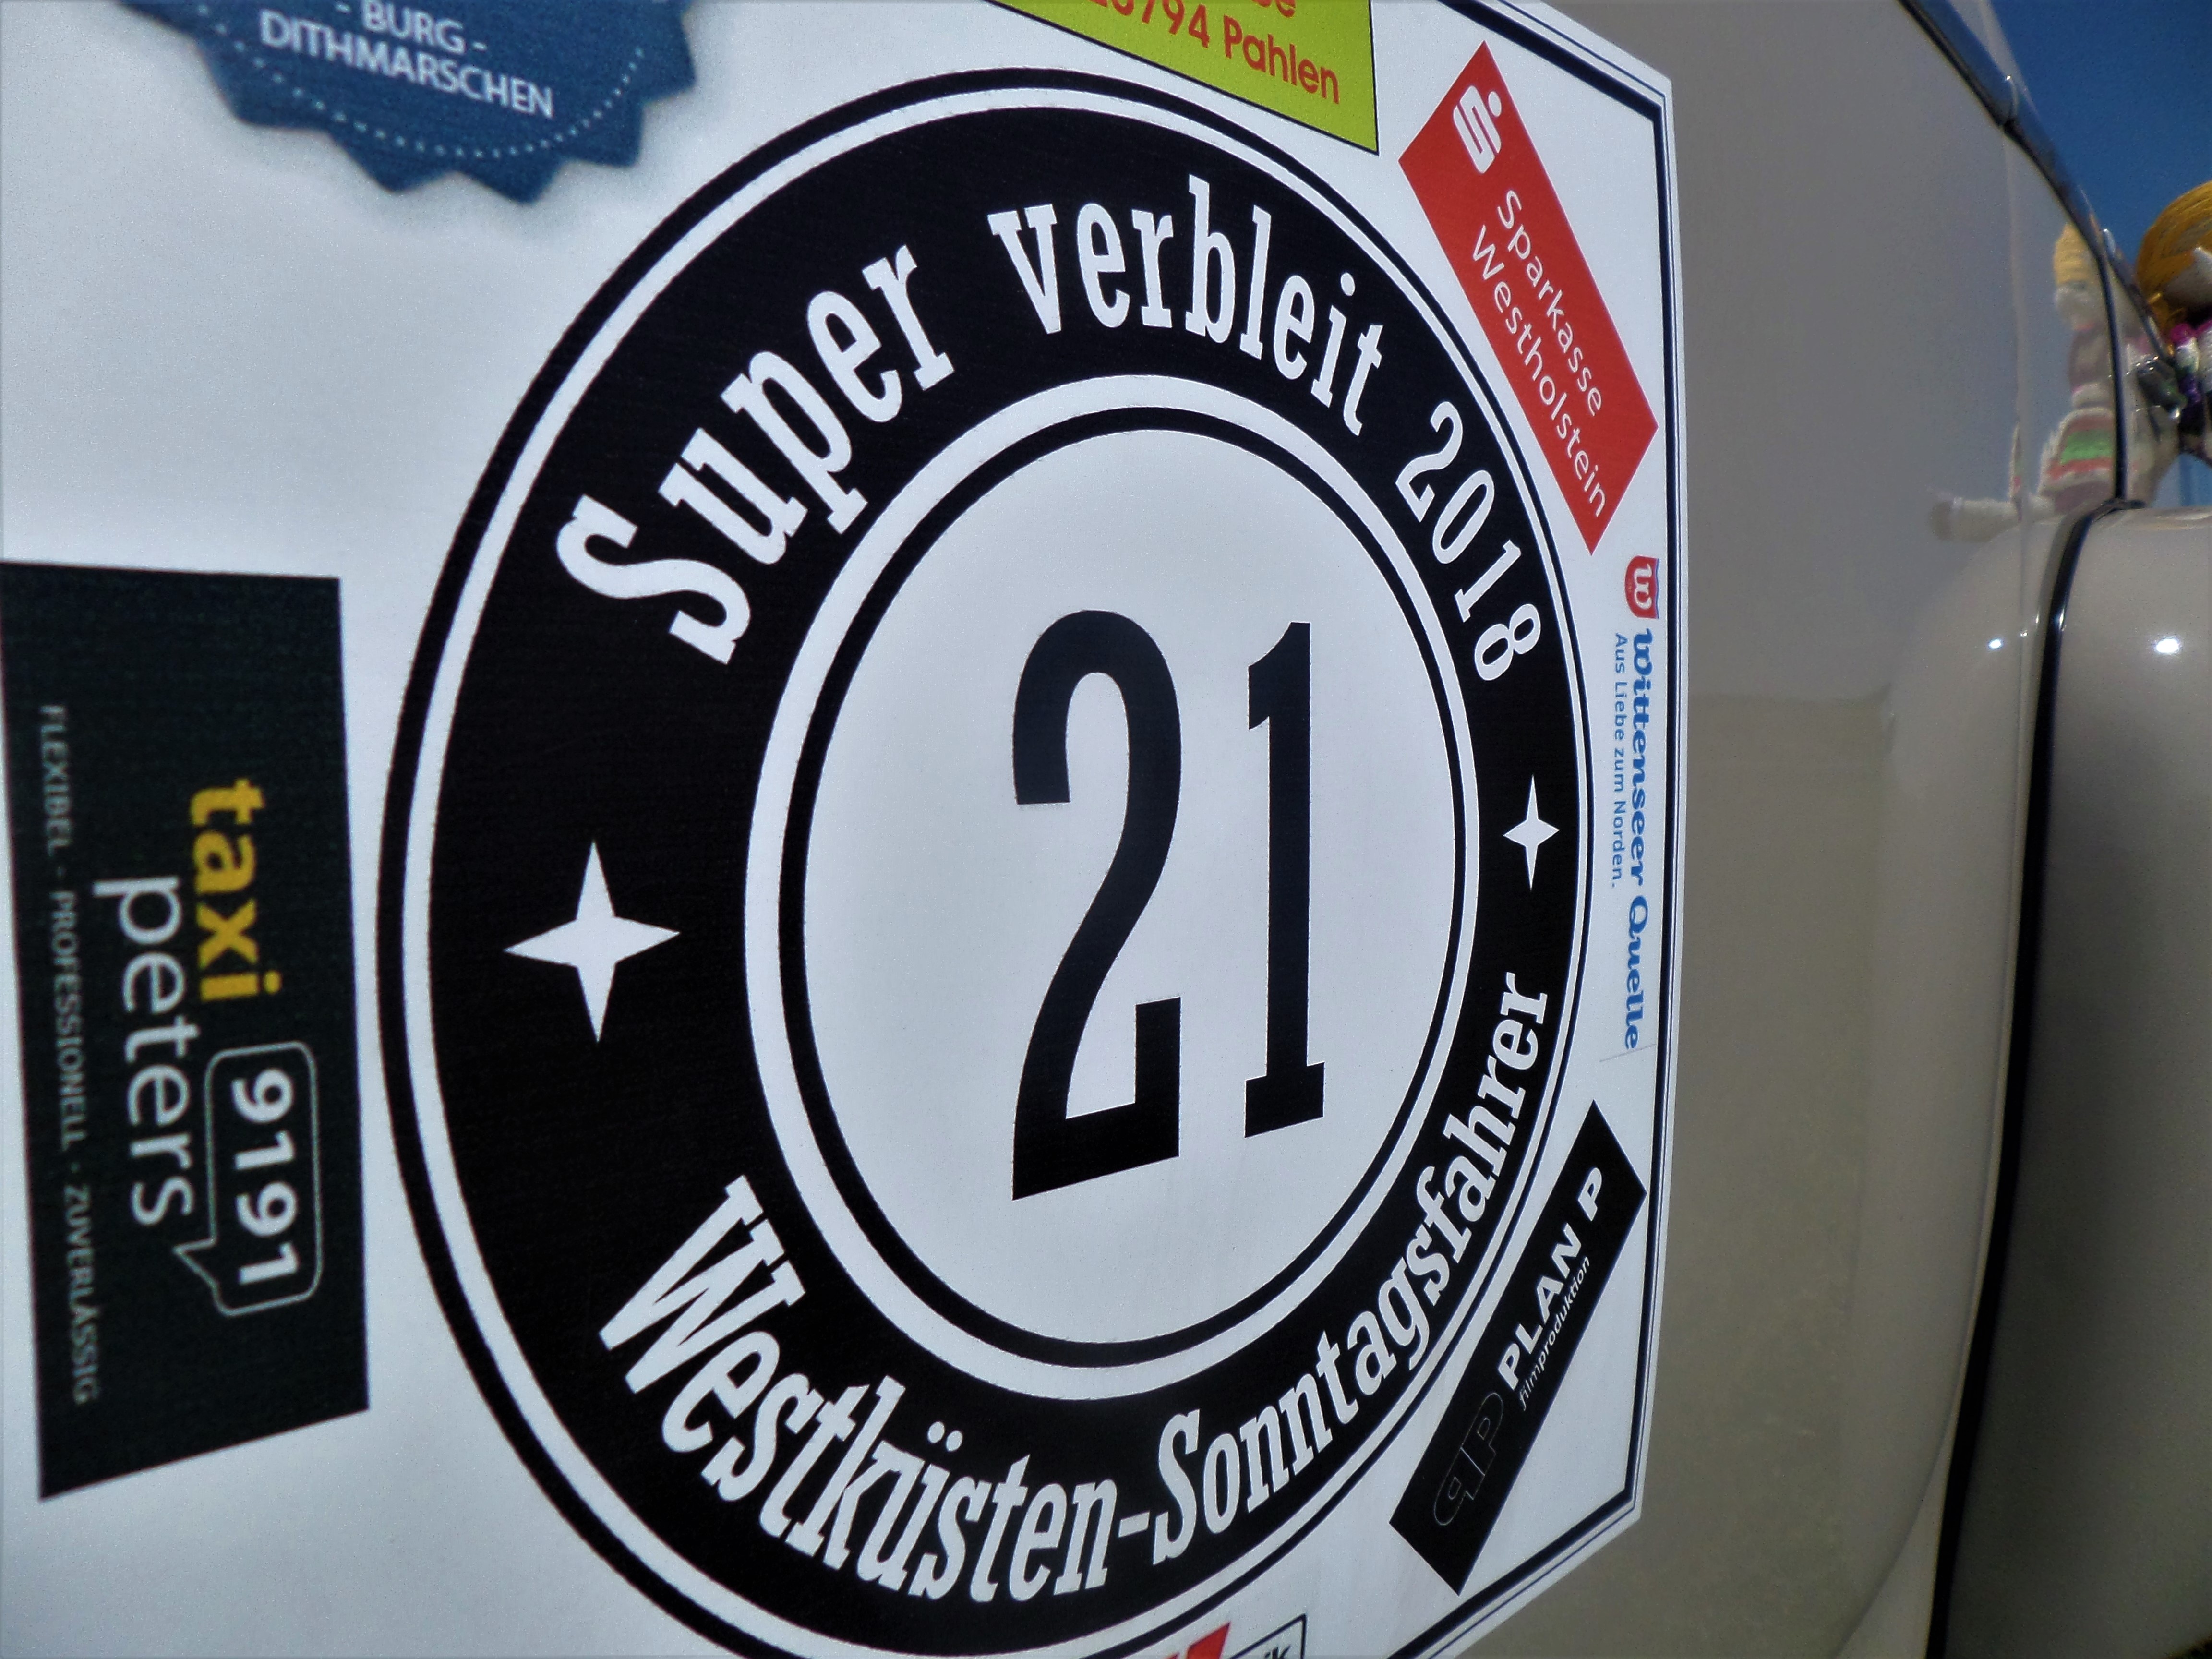 - BURG -
DITHMARSCHEN
Pahlen
Sparkasse
Westholstein
Super verbleit 2018
21
Westküsten-Sonntagsfahrer
w Wittenseer Quelle
Aus Liebe zum Norden.
taxi 9191
peters
FLEXIBEL - PROFESSIONELL - ZUVERLÄSSIG
PLAN P
filmproduktion